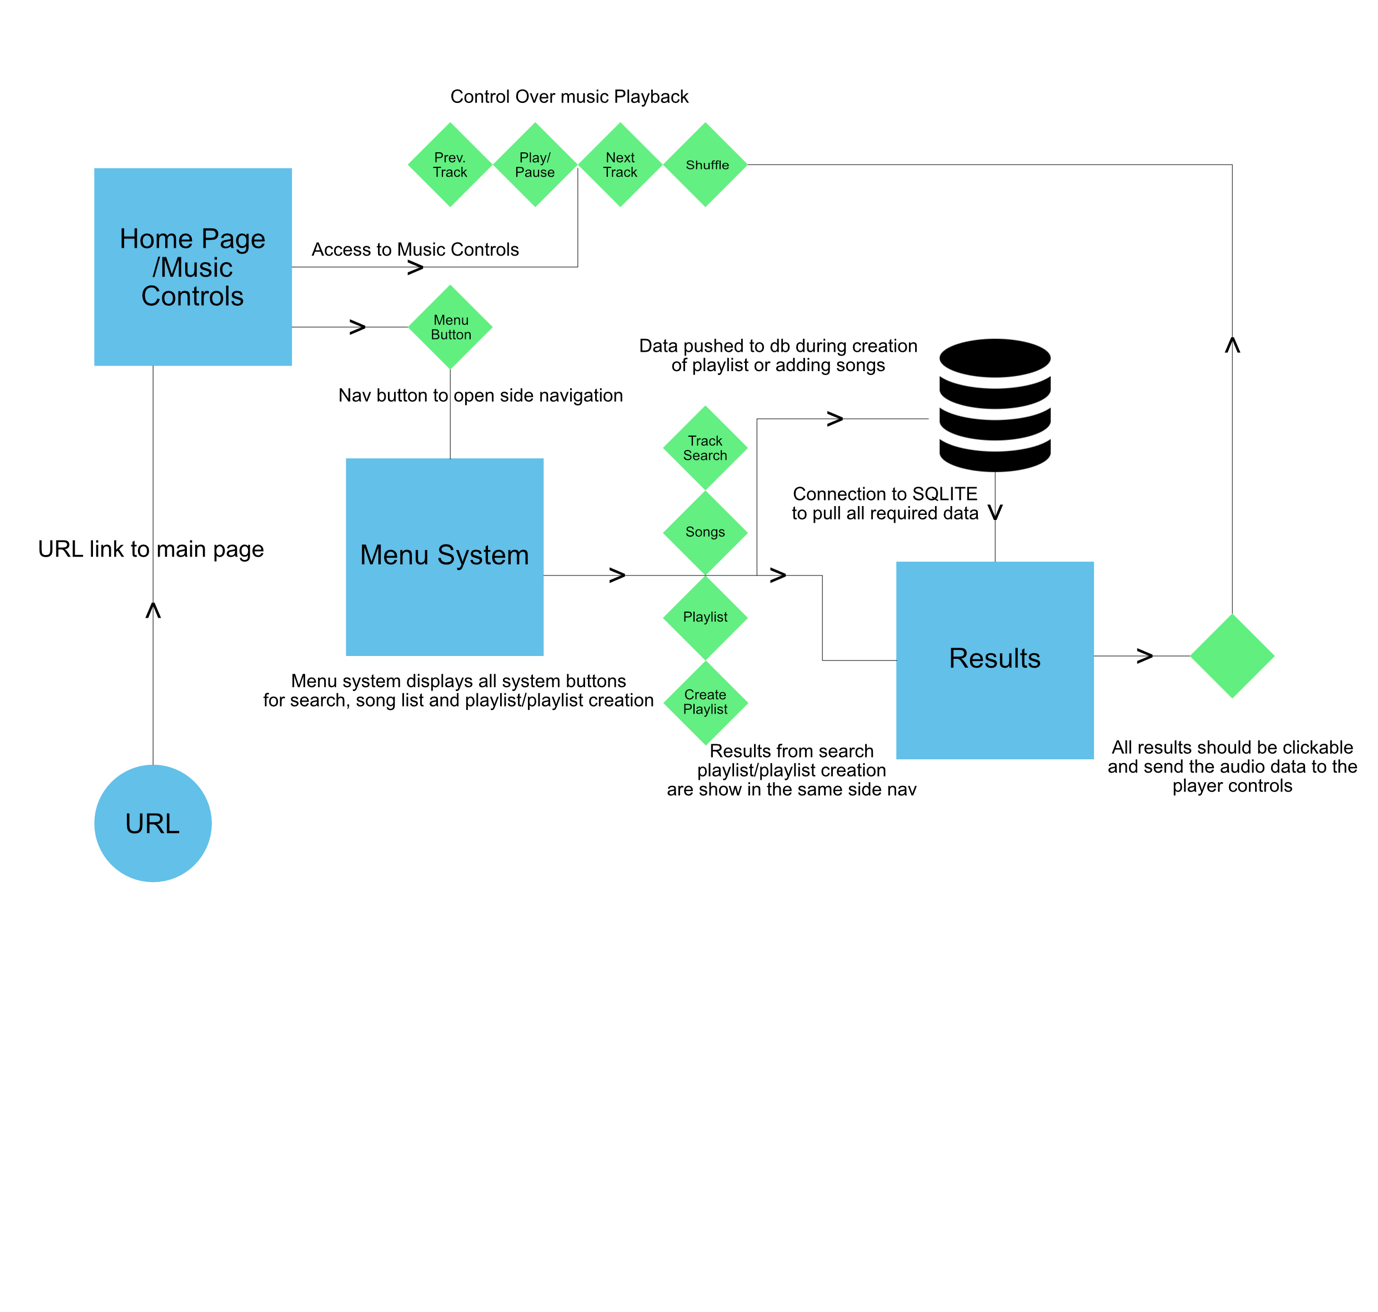 Control Over music Playback
Prev.
Track
Play/
Pause
Next
Track
Shuffle
Home Page
/Music
Controls
Access to Music Controls
Menu
Button
Nav button to open side navigation
Data pushed to db during creation
of playlist or adding songs
Track
Search
Songs
Playlist
Create
Playlist
Connection to SQLITE
to pull all required data
URL link to main page
Menu System
Menu system displays all system buttons
for search, song list and playlist/playlist creation
Results from search
playlist/playlist creation
are show in the same side nav
Results
All results should be clickable
and send the audio data to the
player controls
URL